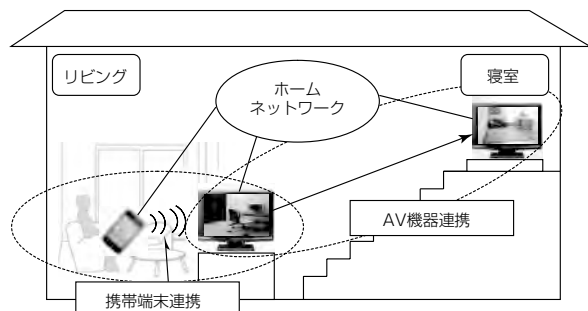 リビング
ホーム
ネットワーク
寝室
AV機器連携
携帯端末連携